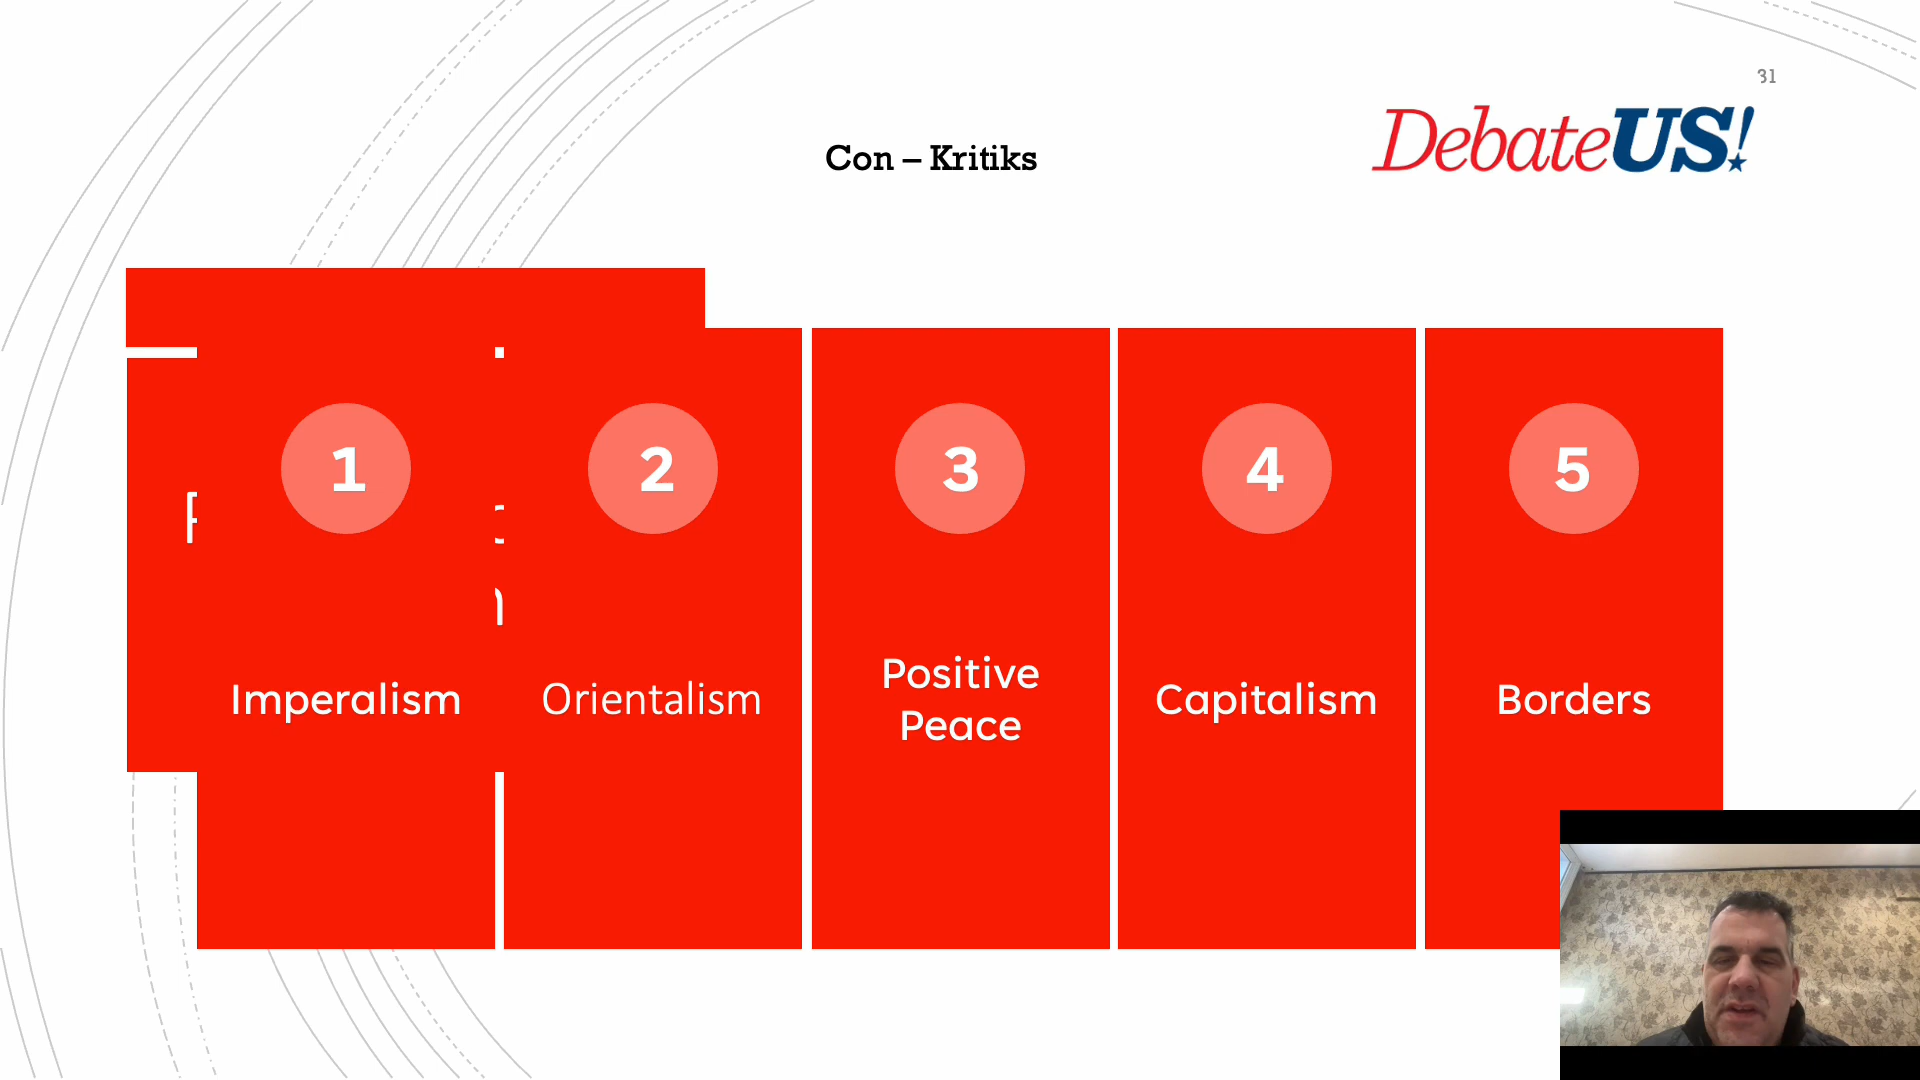 31
DebateUS!
Con – Kritiks
1
2
3
4
5
Imperalism
Orientalism
Positive
Peace
Capitalism
Borders